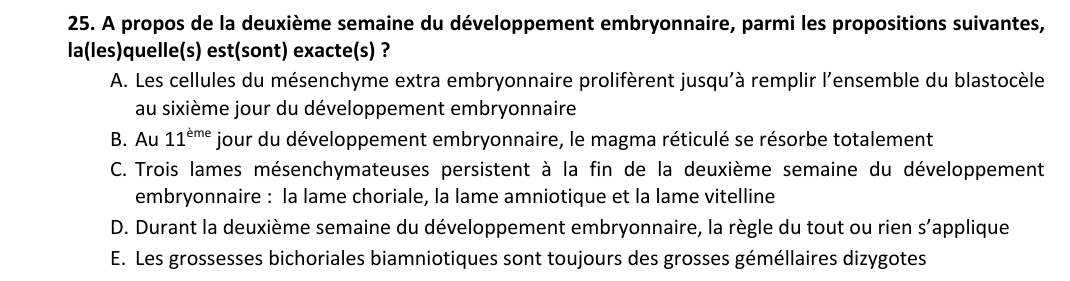 25. A propos de la deuxième semaine du développement embryonnaire, parmi les propositions suivantes,
la(les)quelle(s) est(sont) exacte(s) ?
A. Les cellules du mésenchyme extra embryonnaire prolifèrent jusqu’à remplir l’ensemble du blastocèle
au sixième jour du développement embryonnaire
B. Au 11ème jour du développement embryonnaire, le magma réticulé se résorbe totalement
C. Trois lames mésenchymateuses persistent à la fin de la deuxième semaine du développement
embryonnaire : la lame choriale, la lame amniotique et la lame vitelline
D. Durant la deuxième semaine du développement embryonnaire, la règle du tout ou rien s’applique
E. Les grossesses bichoriales biamniotiques sont toujours des grosses géméllaires dizygotes